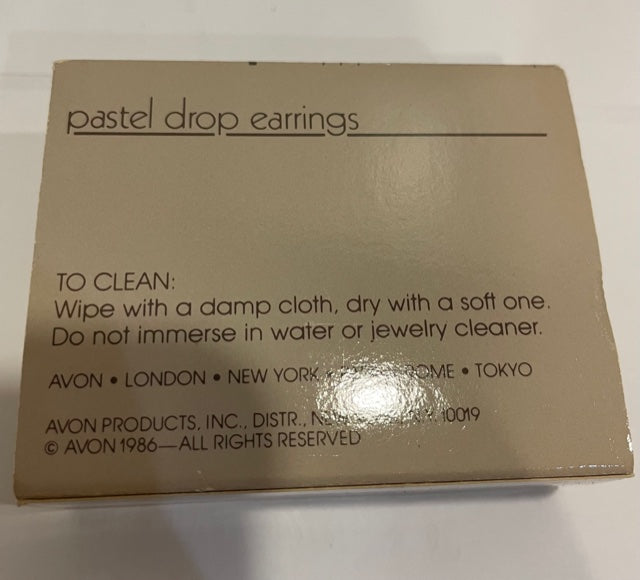 pastel drop earrings
TO CLEAN:
Wipe with a damp cloth, dry with a soft one.
Do not immerse in water or jewelry cleaner.
AVON • LONDON • NEW YORK • ROME • TOKYO
AVON PRODUCTS, INC., DISTR., N.Y. 10019
© AVON 1986—ALL RIGHTS RESERVED